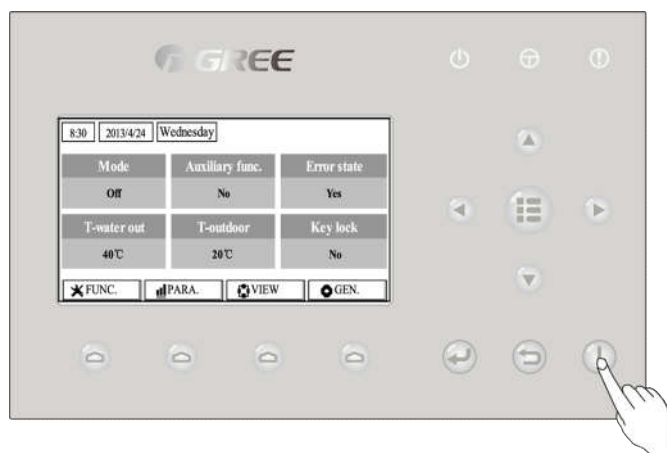 GREE
8:30 2013/4/24 Wednesday
Mode Auxiliary func. Error state
Off No Yes
T-water out T-outdoor Key lock
40℃ 20℃ No
FUNC. PARA. VIEW GEN.